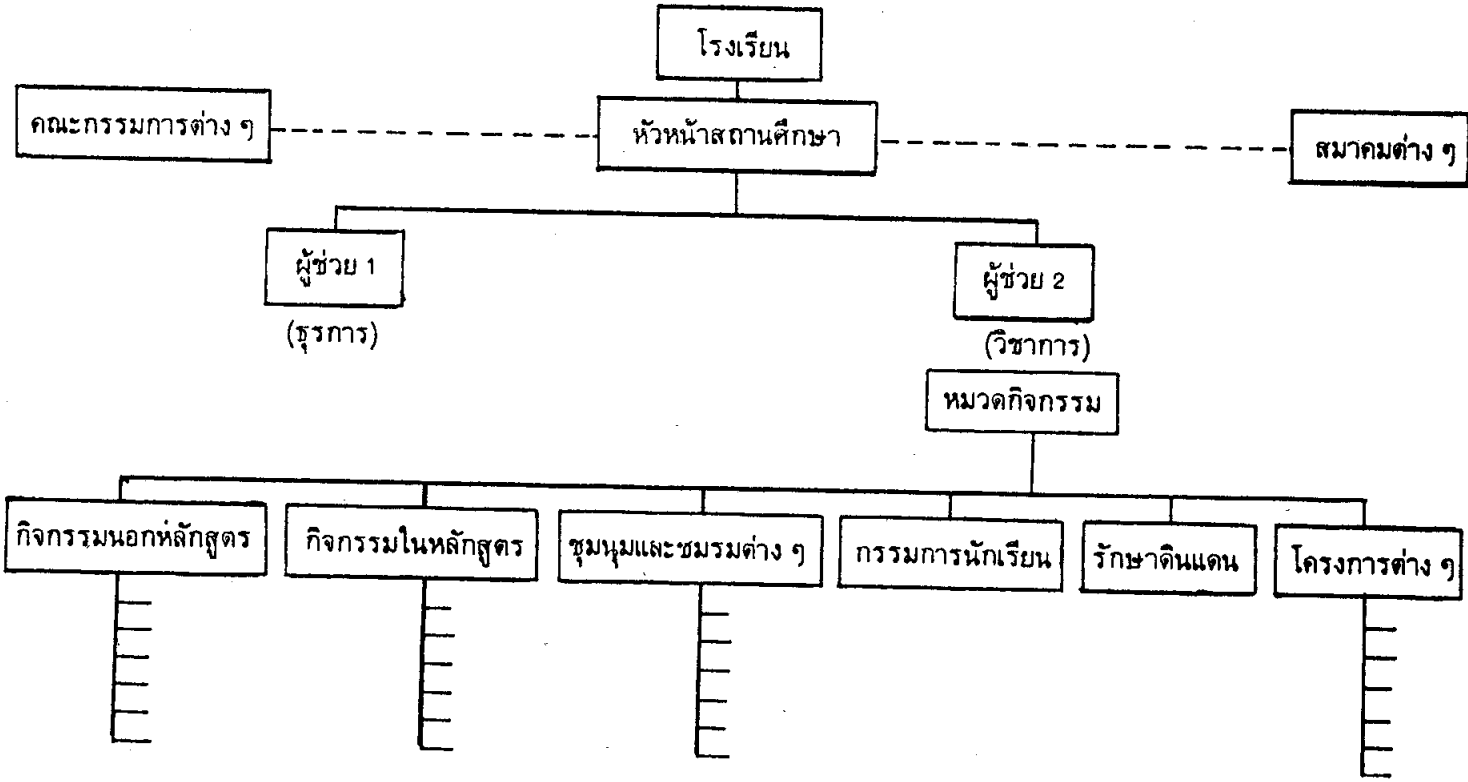 โรงเรียน
คณะกรรมการต่าง ๆ
หัวหน้าสถานศึกษา
สมาคมต่าง ๆ
ผู้ช่วย 1
(ธุรการ)
ผู้ช่วย 2
(วิชาการ)
หมวดกิจกรรม
กิจกรรมนอกหลักสูตร
กิจกรรมในหลักสูตร
ชุมนุมและชมรมต่าง ๆ
กรรมการนักเรียน
รักษาดินแดน
โครงการต่าง ๆ